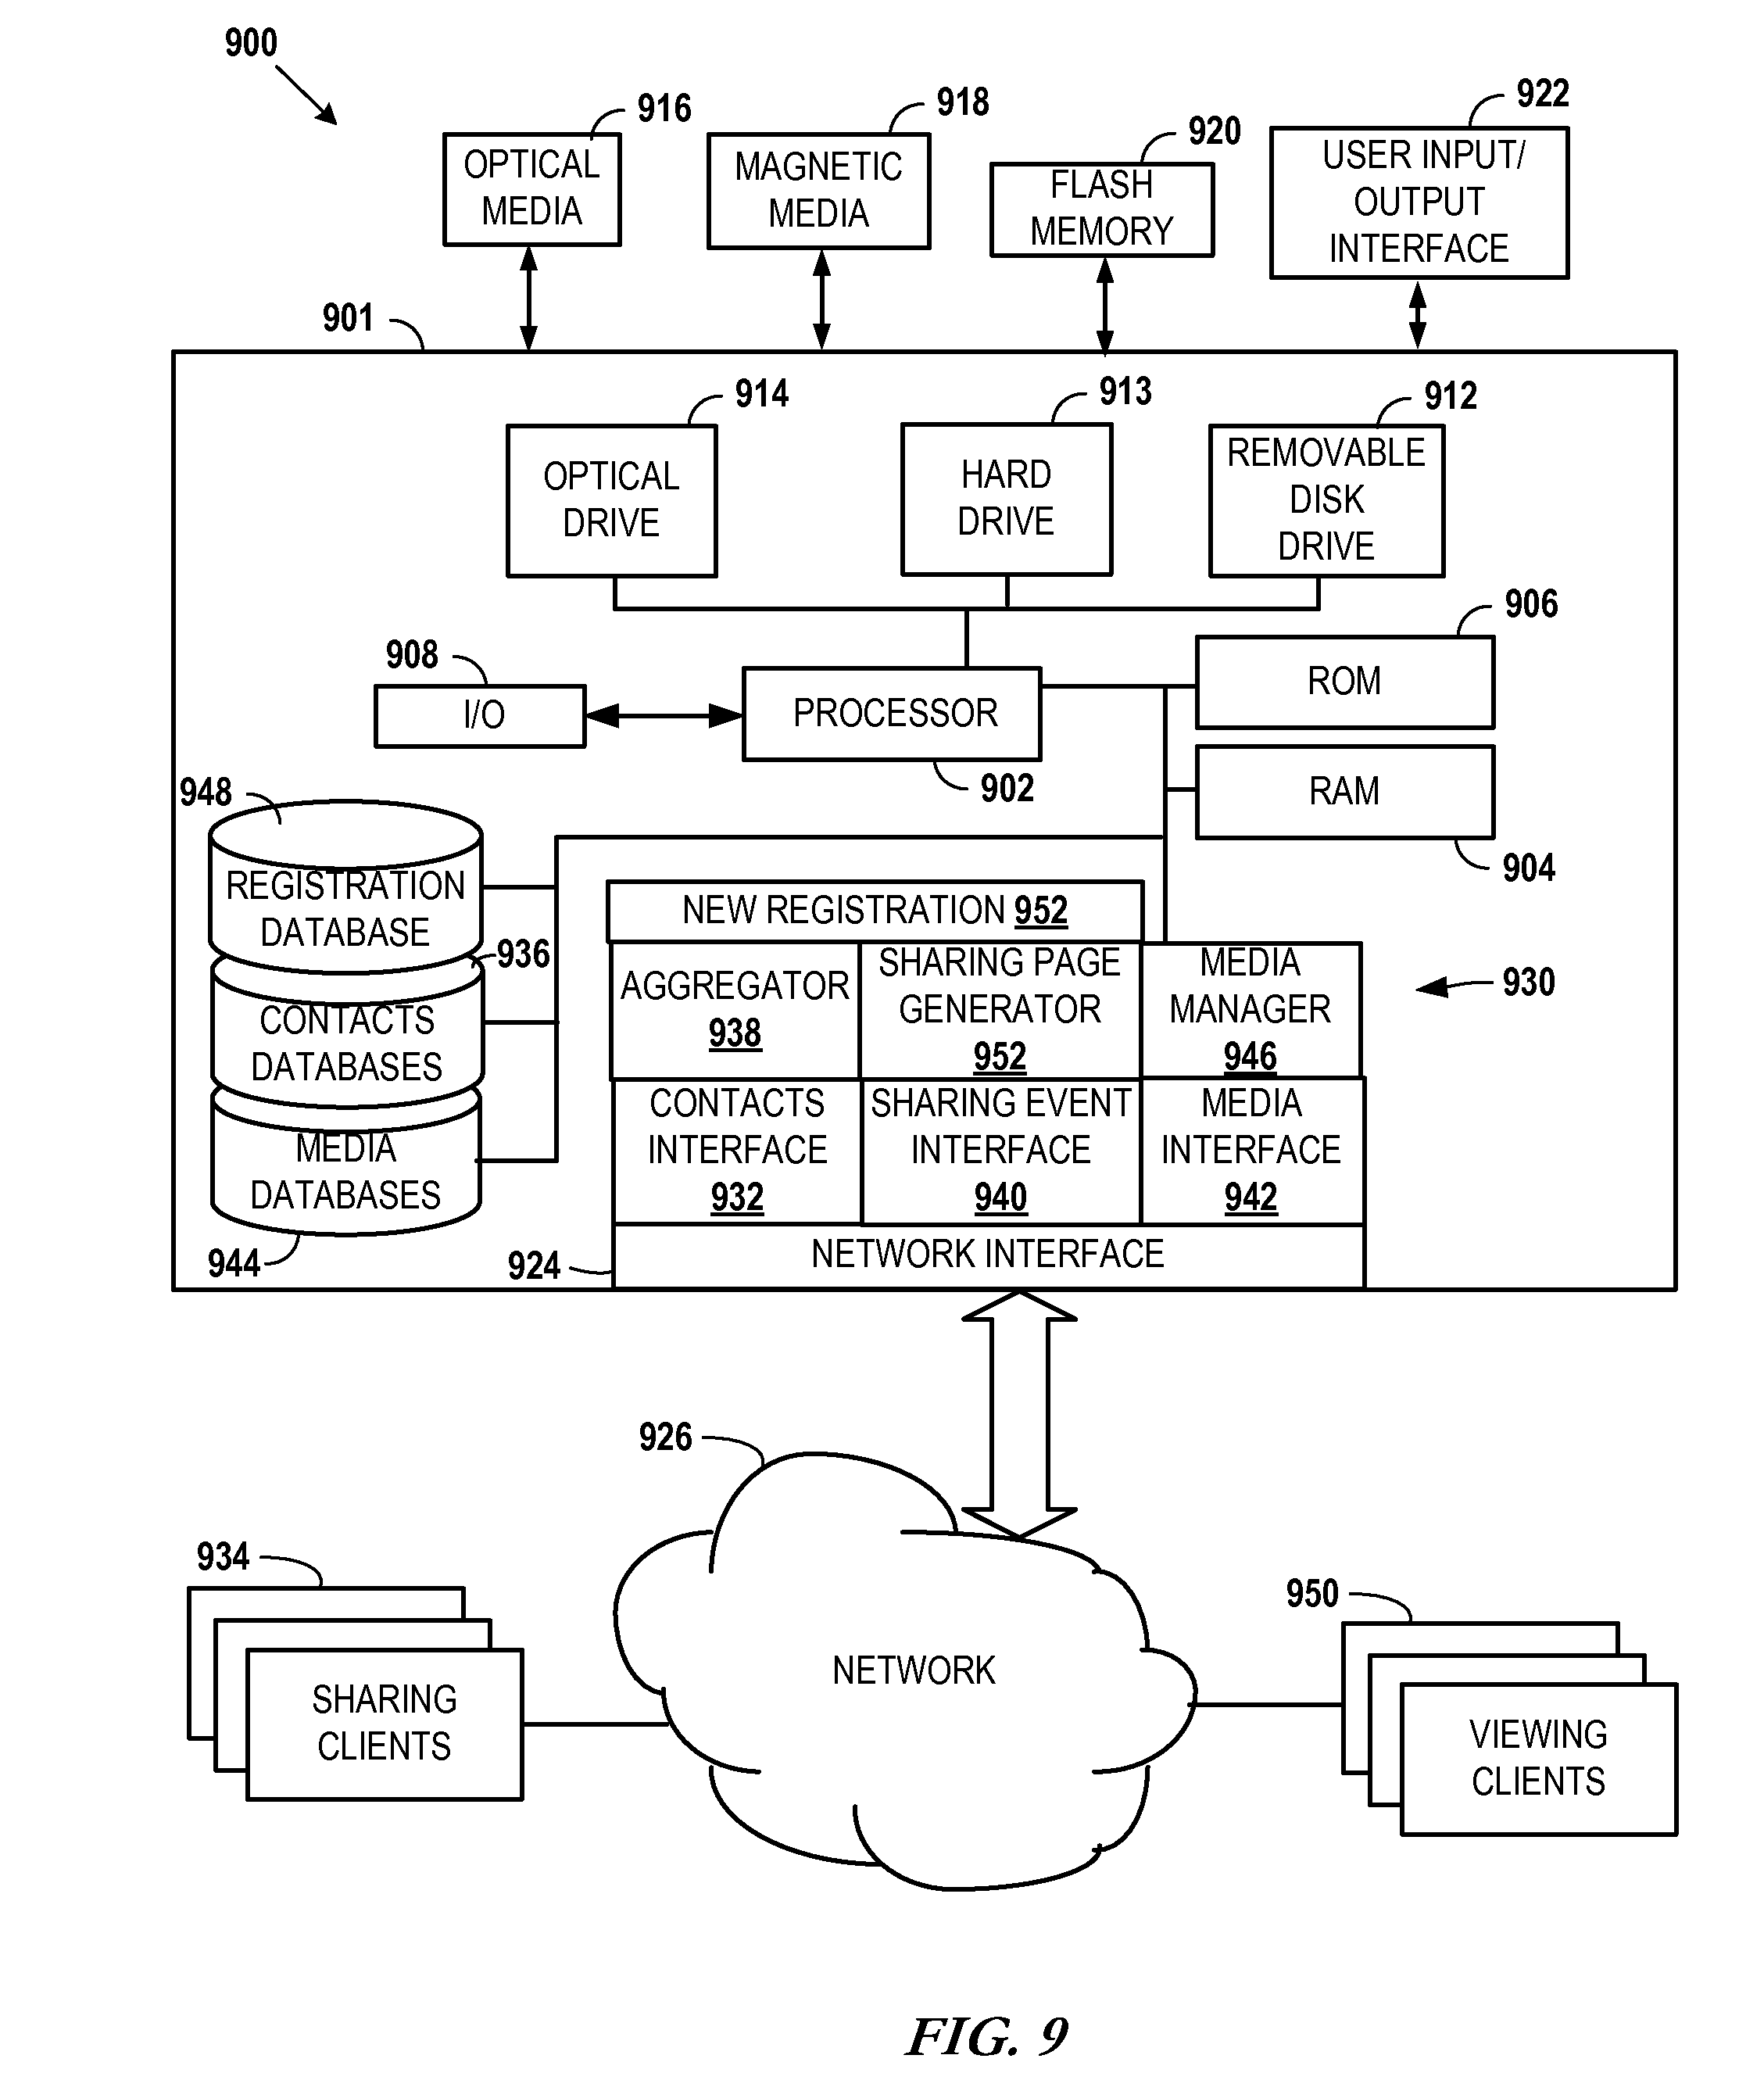 900
916
918
920
922
OPTICAL
MEDIA
MAGNETIC
MEDIA
FLASH
MEMORY
USER INPUT/
OUTPUT
INTERFACE
901
914
913
912
OPTICAL
DRIVE
HARD
DRIVE
REMOVABLE
DISK
DRIVE
906
908
ROM
I/O
PROCESSOR
902
RAM
904
948
REGISTRATION
DATABASE
936
CONTACTS
DATABASES
MEDIA
DATABASES
944
NEW REGISTRATION 952
AGGREGATOR
938
SHARING PAGE
GENERATOR
952
MEDIA
MANAGER
946
930
CONTACTS
INTERFACE
932
SHARING EVENT
INTERFACE
940
MEDIA
INTERFACE
942
924
NETWORK INTERFACE
926
934
950
NETWORK
SHARING
CLIENTS
VIEWING
CLIENTS
FIG. 9